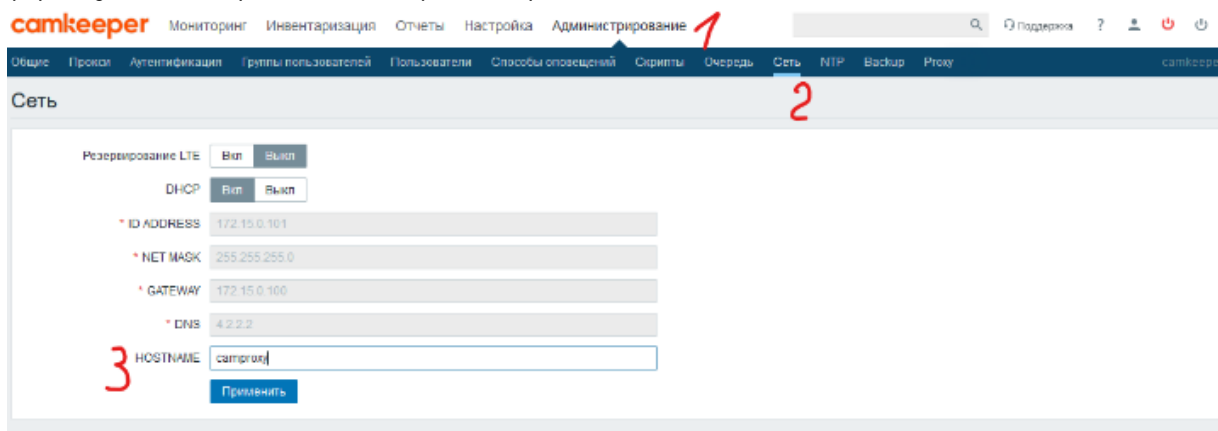 camkeeper Мониторинг Инвентаризация Отчеты Настройка Администрирование 1 Поддержка ?
Общие Прокси Аутентификация Группы пользователей Пользователи Способы оповещений Скрипты Очередь Сеть NTP Backup Proxy camkeepe
Сеть 2
Резервирование LTE Вкл Выкл
DHCP Вкл Выкл
* ID ADDRESS 172.15.0.101
* NET MASK 255.255.255.0
* GATEWAY 172.15.0.100
* DNS 4.2.2.2
3 HOSTNAME camproxy
Применить